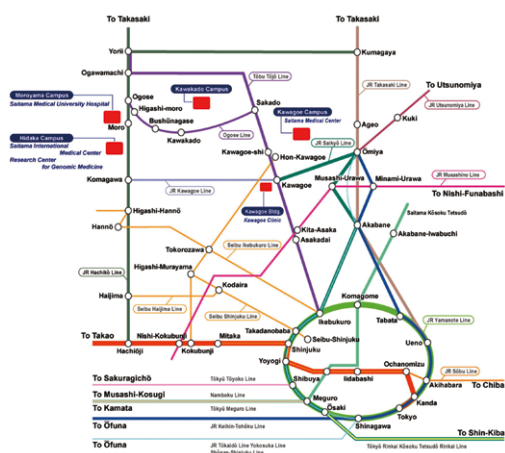 To Takasaki
To Takasaki
Yorii
Kumagaya
Ogawamachi
Tōbu Tōjō Line
JR Takasaki Line
To Utsunomiya
Moroyama Campus
Saitama Medical University Hospital
Kawakado Campus
JR Utsunomiya Line
Ogose
Higashi-moro
Sakado
Kawagoe Campus
Saitama Medical Center
Kuki
Moro
Bushūnagase
Ageo
Kawakado
Ogose Line
Hidaka Campus
Saitama International
Medical Center
Research Center
for Genomic Medicine
JR Saikyō Line
Kawagoe-shi
Hon-Kawagoe
Ōmiya
Komagawa
Kawagoe
Musashi-Urawa
Minami-Urawa
JR Musashino Line
JR Kawagoe Line
To Nishi-Funabashi
Kawagoe Bldg.
Kawagoe Clinic
Higashi-Hannō
Saitama Kōsoku Tetsudō
Hannō
Kita-Asaka
Akabane
Akabane-Iwabuchi
Asakadai
Tokorozawa
Seibu Ikebukuro Line
Higashi-Murayama
JR Hachikō Line
Kodaira
Haijima
Komagome
Seibu Haijima Line
Seibu Shinjuku Line
Ikebukuro
Tabata
Takadanobaba
JR Yamanote Line
To Takao
Nishi-Kokubunji
Mitaka
Seibu-Shinjuku
Ueno
Hachiōji
Kokubunji
Shinjuku
Yoyogi
Ochanomizu
JR Sōbu Line
Shibuya
Iidabashi
Akihabara
To Chiba
To Sakuragichō
Tōkyū Tōyoko Line
Meguro
Kanda
To Musashi-Kosugi
Namboku Line
Ōsaki
Tokyo
To Kamata
Tōkyū Meguro Line
Shinagawa
To Ōfuna
JR Keihin-Tōhōku Line
To Shin-Kiba
To Ōfuna
JR Tōkaidō Line Yokosuka Line
Tōkyō Rinkai Kōsoku Tetsudō Rinkai Line